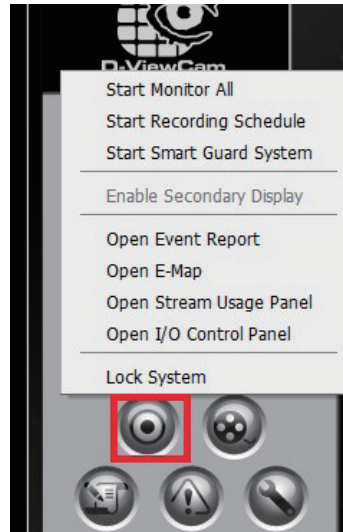 D-ViewCam
Start Monitor All
Start Recording Schedule
Start Smart Guard System
Enable Secondary Display
Open Event Report
Open E-Map
Open Stream Usage Panel
Open I/O Control Panel
Lock System